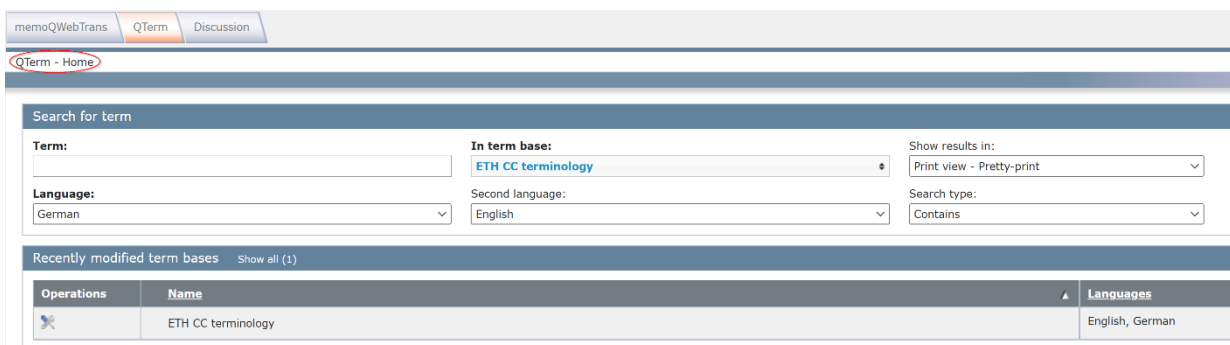 memoQWebTrans QTerm Discussion
QTerm - Home
Search for term
Term: In term base: Show results in:
ETH CC terminology Print view - Pretty-print
Language: Second language: Search type:
German English Contains
Recently modified term bases Show all (1)
Operations Name Languages
ETH CC terminology English, German